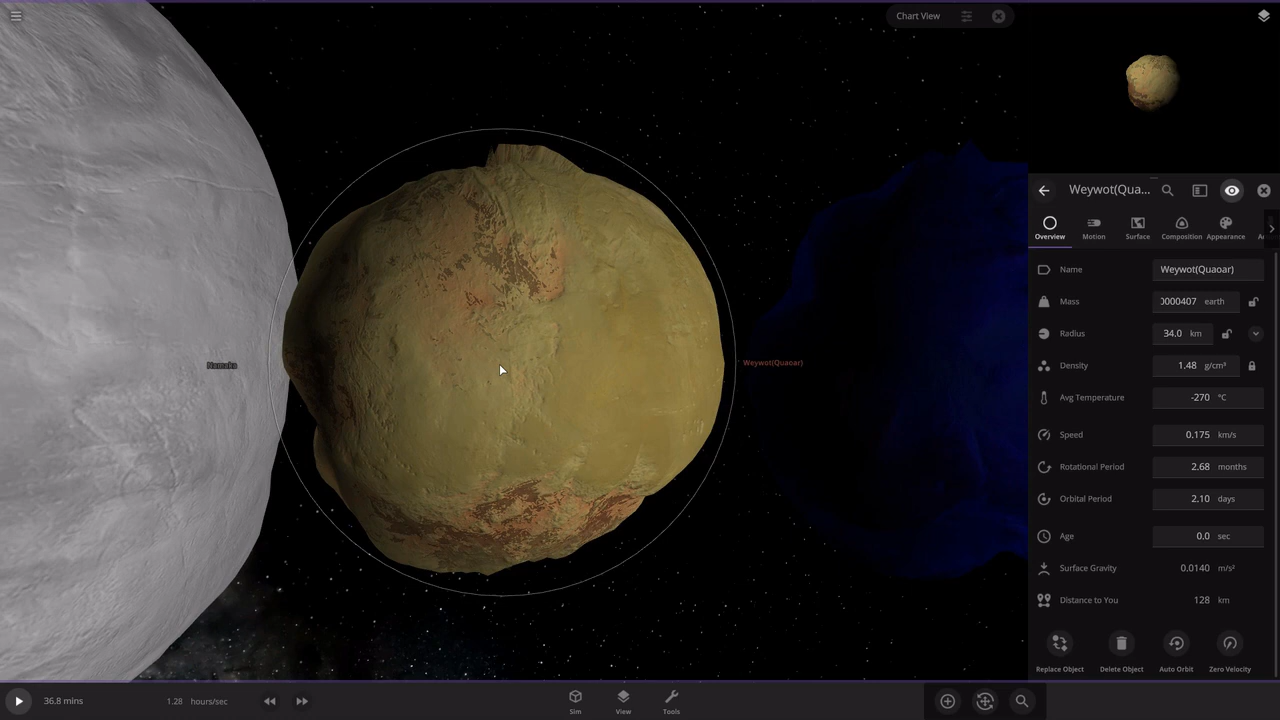 Chart View
Weywot(Qua...
Overview
Motion
Surface
Composition
Appearance
Name
Weywot(Quaoar)
Mass
0000407 earth
Radius
34.0 km
Density
1.48 g/cm³
Avg Temperature
-270 °C
Speed
0.175 km/s
Rotational Period
2.68 months
Orbital Period
2.10 days
Age
0.0 sec
Surface Gravity
0.0140 m/s²
Distance to You
128 km
Replace Object
Delete Object
Auto Orbit
Zero Velocity
Namaka
Weywot(Quaoar)
36.8 mins
1.28 hours/sec
Sim
View
Tools